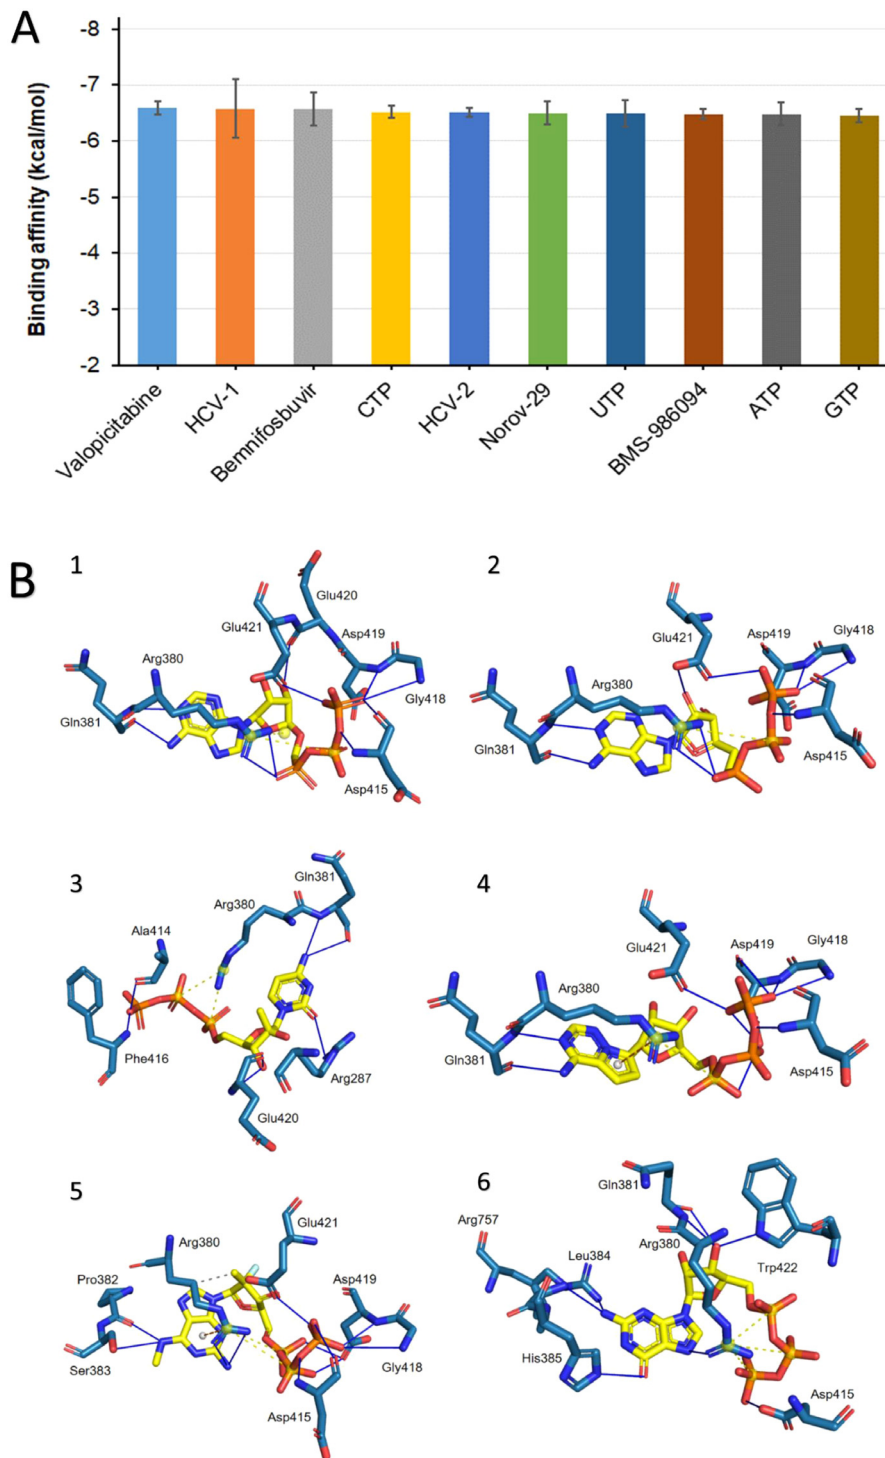 A
Binding affinity (kcal/mol)
-8
-7
-6
-5
-4
-3
-2
Valopicitabine
HCV-1
Bemnifosbuvir
CTP
HCV-2
Norov-29
UTP
BMS-986094
ATP
GTP
B
1
Glu420
Glu421
Asp419
Arg380
Gly418
Gln381
Asp415
2
Glu421
Asp419
Gly418
Arg380
Gln381
Asp415
3
Gln381
Arg380
Ala414
Phe416
Arg287
Glu420
4
Glu421
Asp419
Gly418
Arg380
Gln381
Asp415
5
Glu421
Arg380
Pro382
Asp419
Ser383
Gly418
Asp415
6
Gln381
Arg757
Leu384
Arg380
Trp422
His385
Asp415